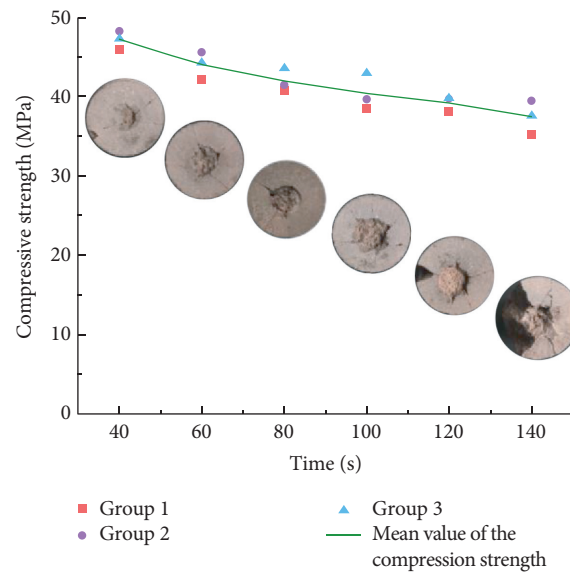 50
40
30
20
10
0
Compressive strength (MPa)
40 60 80 100 120 140
Time (s)
Group 1
Group 2
Group 3
Mean value of the
compression strength